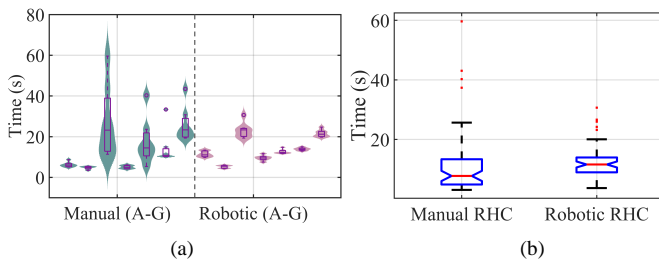 80
60
40
20
0
Time (s)
Manual (A-G) Robotic (A-G)
(a)
60
40
20
Time (s)
Manual RHC Robotic RHC
(b)